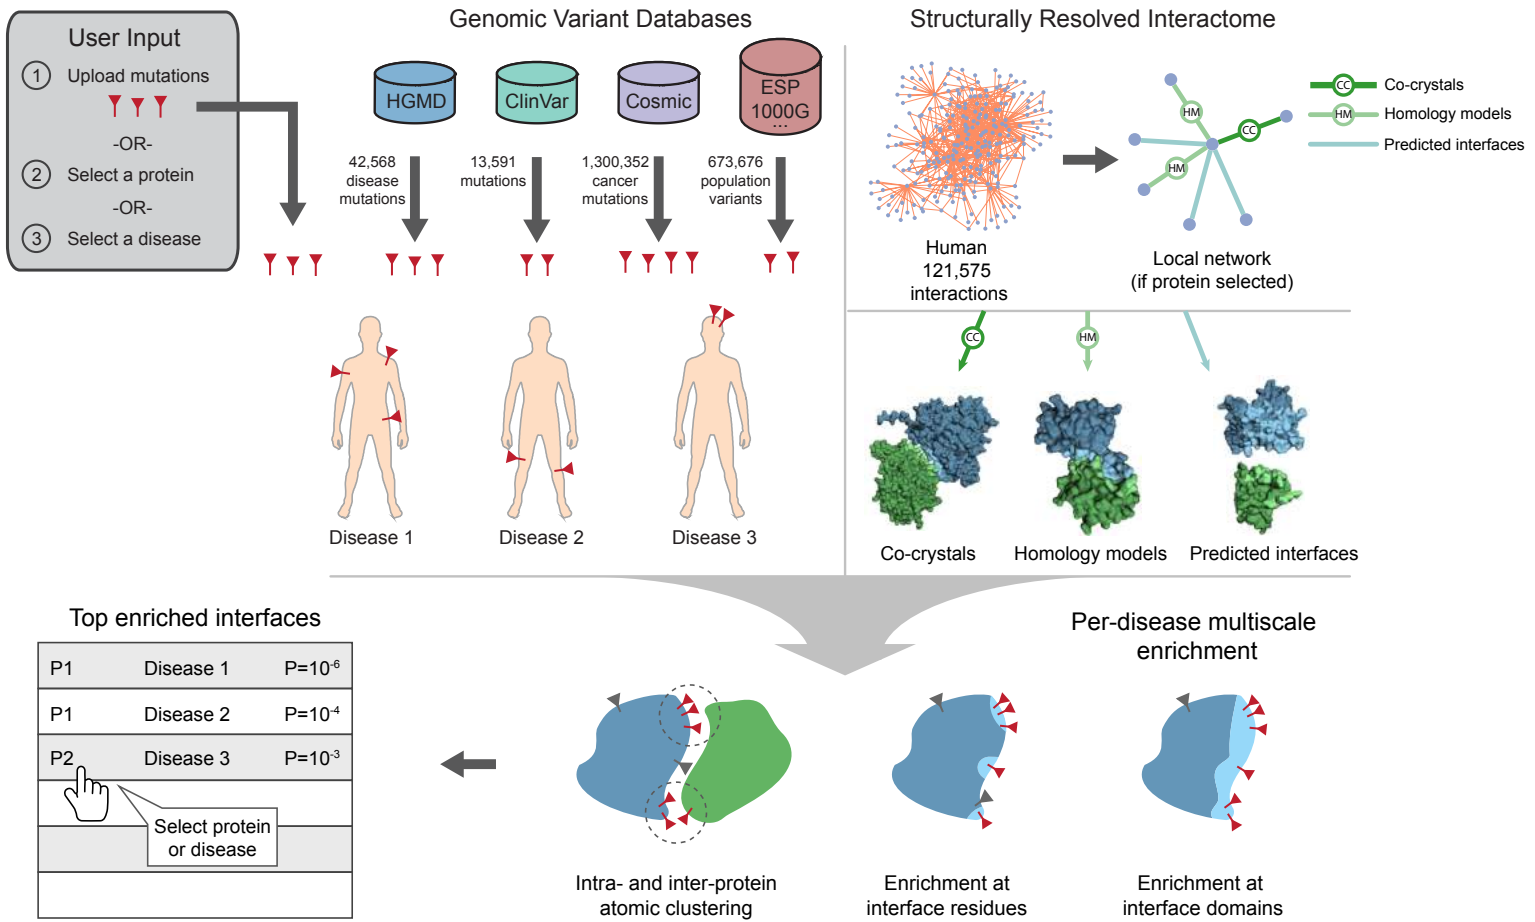 User Input
1 Upload mutations
-OR-
2 Select a protein
-OR-
3 Select a disease
Genomic Variant Databases
HGMD
ClinVar
Cosmic
ESP
1000G
...
42,568
disease
mutations
13,591
mutations
1,300,352
cancer
mutations
673,676
population
variants
Disease 1
Disease 2
Disease 3
Structurally Resolved Interactome
Human
121,575
interactions
HM
CC
HM
Local network
(if protein selected)
CC Co-crystals
HM Homology models
Predicted interfaces
CC
HM
Co-crystals
Homology models
Predicted interfaces
Top enriched interfaces
P1 Disease 1 P=10⁻⁶
P1 Disease 2 P=10⁻⁴
P2 Disease 3 P=10⁻³
Select protein
or disease
Per-disease multiscale
enrichment
Intra- and inter-protein
atomic clustering
Enrichment at
interface residues
Enrichment at
interface domains